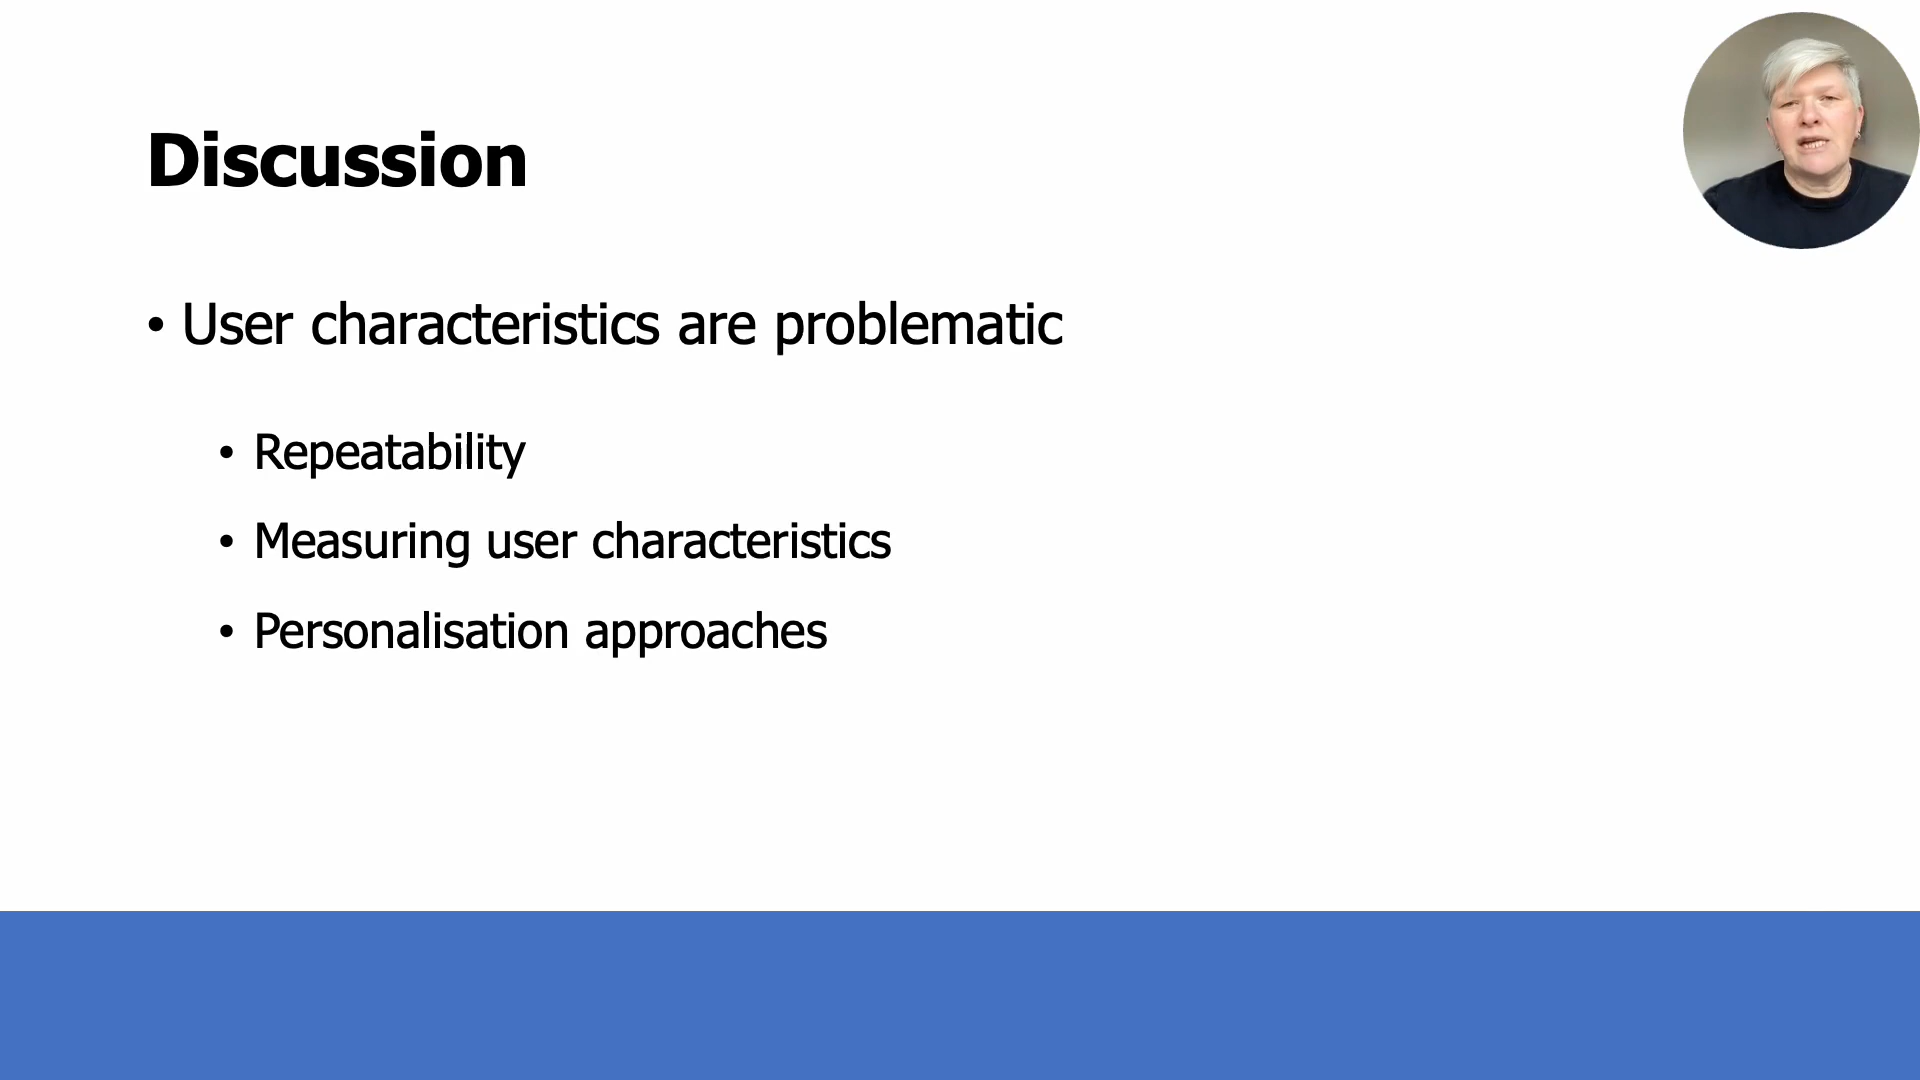 Discussion
• User characteristics are problematic
• Repeatability
• Measuring user characteristics
• Personalisation approaches